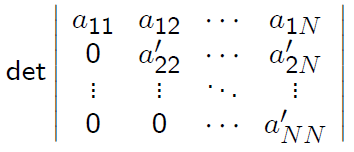 a₁₁ a₁₂ ⋯ a₁N
0 a′₂₂ ⋯ a′₂N
det
⋮ ⋮ ⋱ ⋮
0 0 ⋯ a′NN